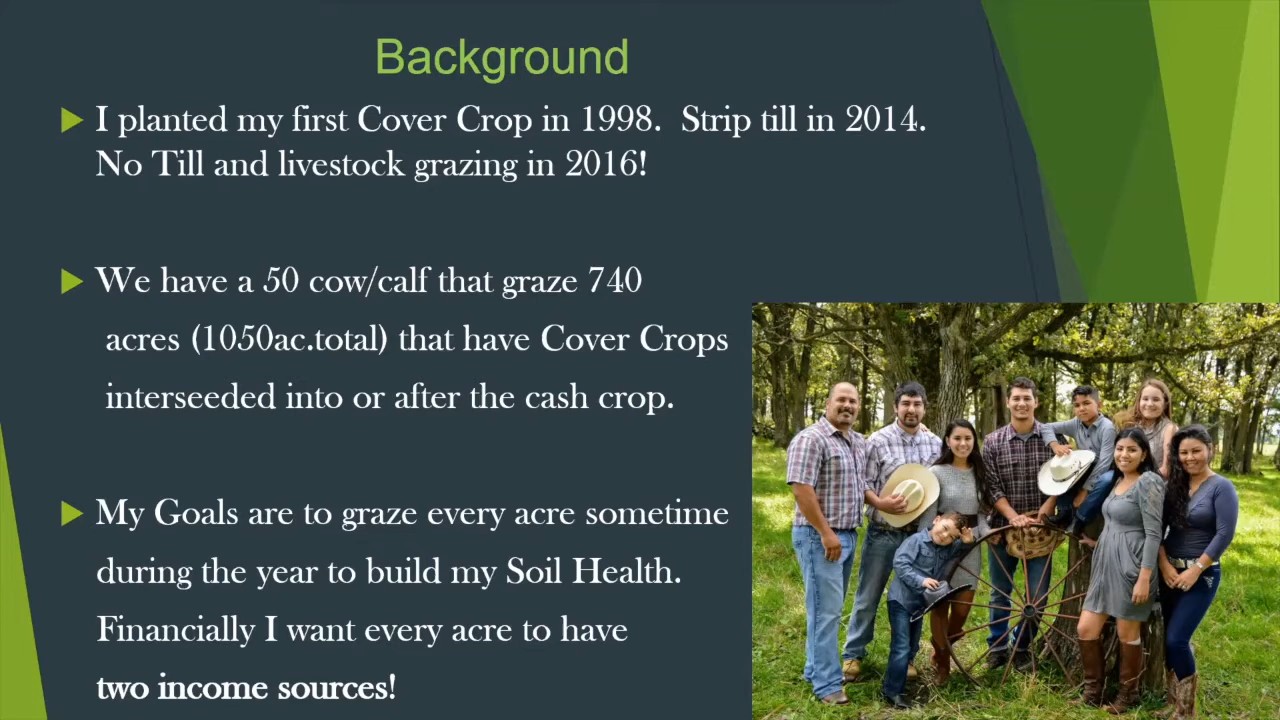 Background
I planted my first Cover Crop in 1998.  Strip till in 2014.
No Till and livestock grazing in 2016!
We have a 50 cow/calf that graze 740
acres (1050ac.total) that have Cover Crops
interseeded into or after the cash crop.
My Goals are to graze every acre sometime
during the year to build my Soil Health.
Financially I want every acre to have
two income sources!